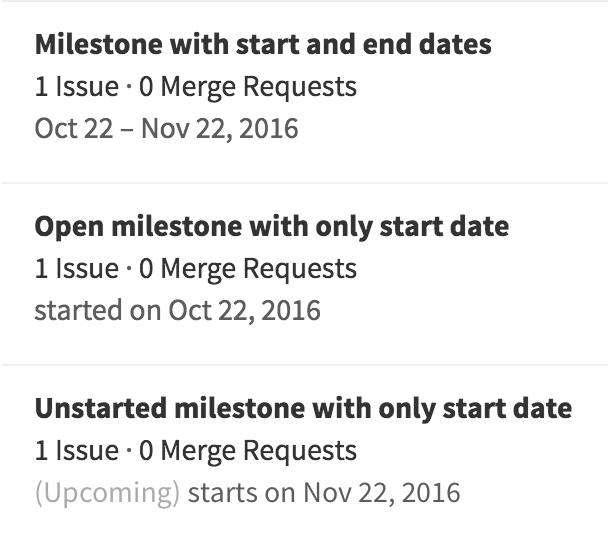 Milestone with start and end dates
1 Issue · 0 Merge Requests
Oct 22 – Nov 22, 2016
Open milestone with only start date
1 Issue · 0 Merge Requests
started on Oct 22, 2016
Unstarted milestone with only start date
1 Issue · 0 Merge Requests
(Upcoming) starts on Nov 22, 2016